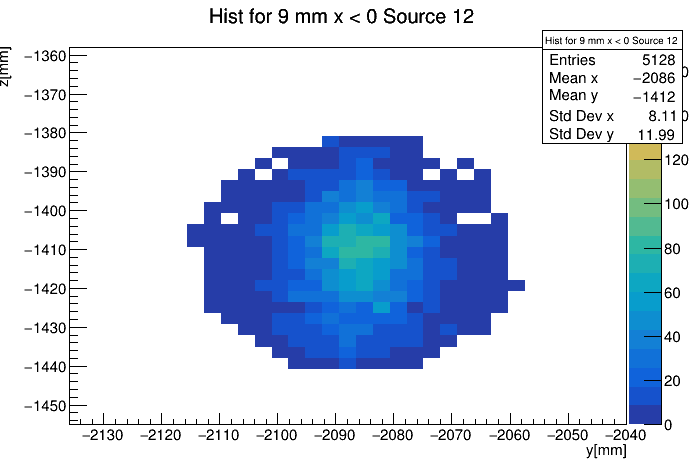 Hist for 9 mm x < 0 Source 12
Hist for 9 mm x < 0 Source 12
Entries 5128
Mean x −2086
Mean y −1412
Std Dev x 8.11
Std Dev y 11.99
z[mm]
−1360
−1370
−1380
−1390
−1400
−1410
−1420
−1430
−1440
−1450
120
100
80
60
40
20
0
−2130 −2120 −2110 −2100 −2090 −2080 −2070 −2060 −2050 −2040
y[mm]